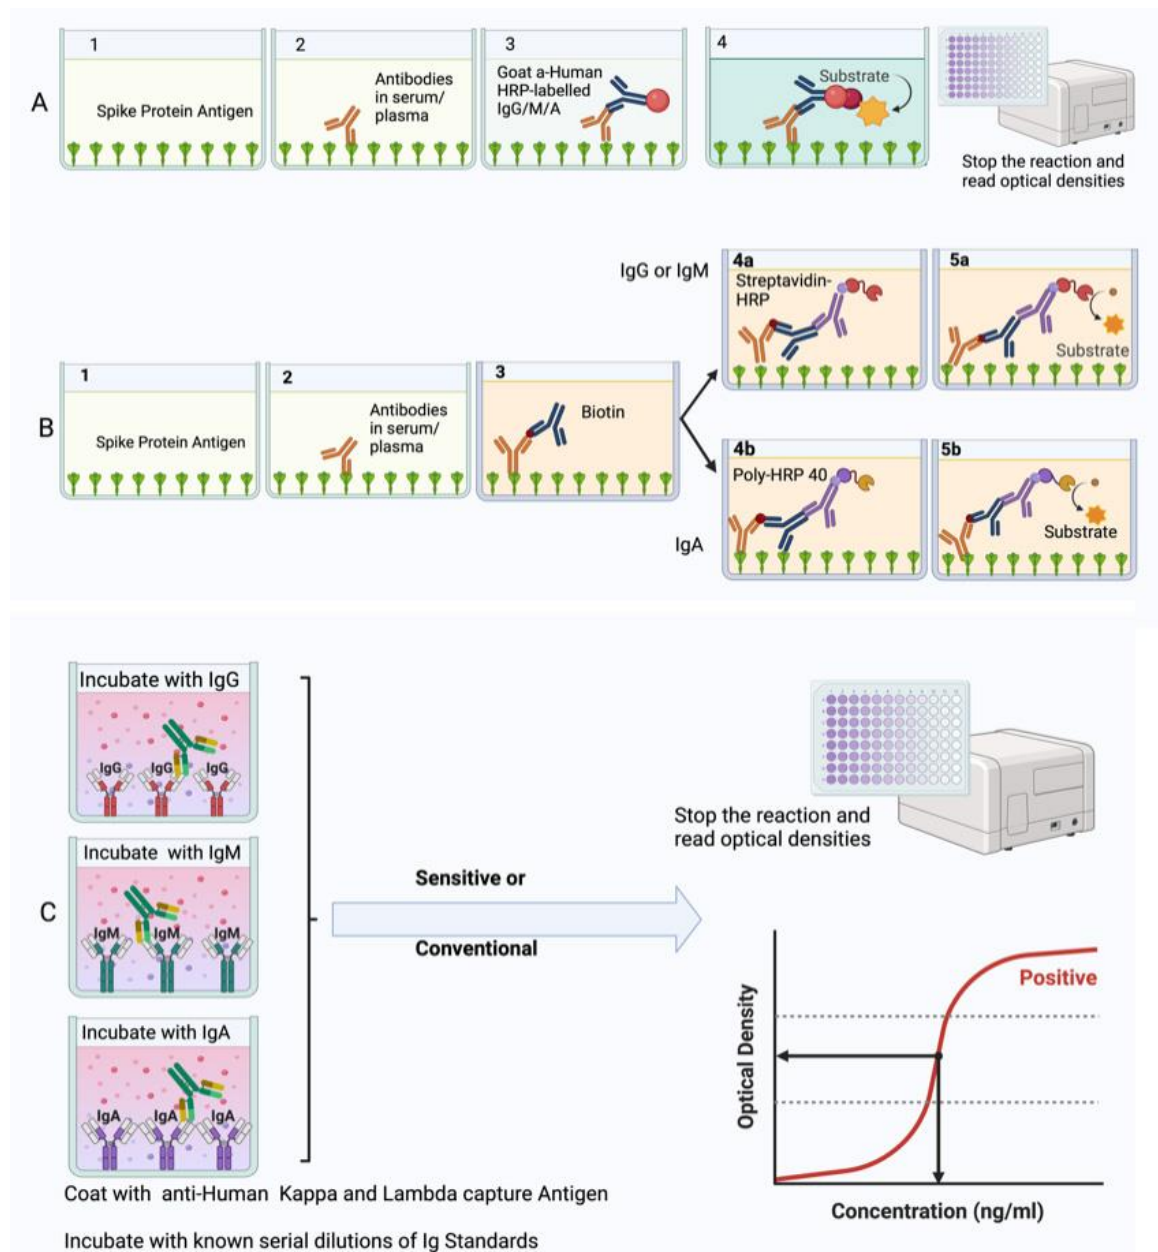 A
1
Spike Protein Antigen
2
Antibodies
in serum/
plasma
3
Goat a-Human
HRP-labelled
IgG/M/A
4
Substrate
Stop the reaction and
read optical densities
B
1
Spike Protein Antigen
2
Antibodies
in serum/
plasma
3
Biotin
IgG or IgM
4a
Streptavidin-
HRP
5a
Substrate
IgA
4b
Poly-HRP 40
5b
Substrate
C
Incubate with IgG
IgG IgG IgG
Incubate with IgM
IgM IgM IgM
Incubate with IgA
IgA IgA IgA
Coat with anti-Human Kappa and Lambda capture Antigen
Incubate with known serial dilutions of Ig Standards
Sensitive or
Conventional
Stop the reaction and
read optical densities
Positive
Optical Density
Concentration (ng/ml)